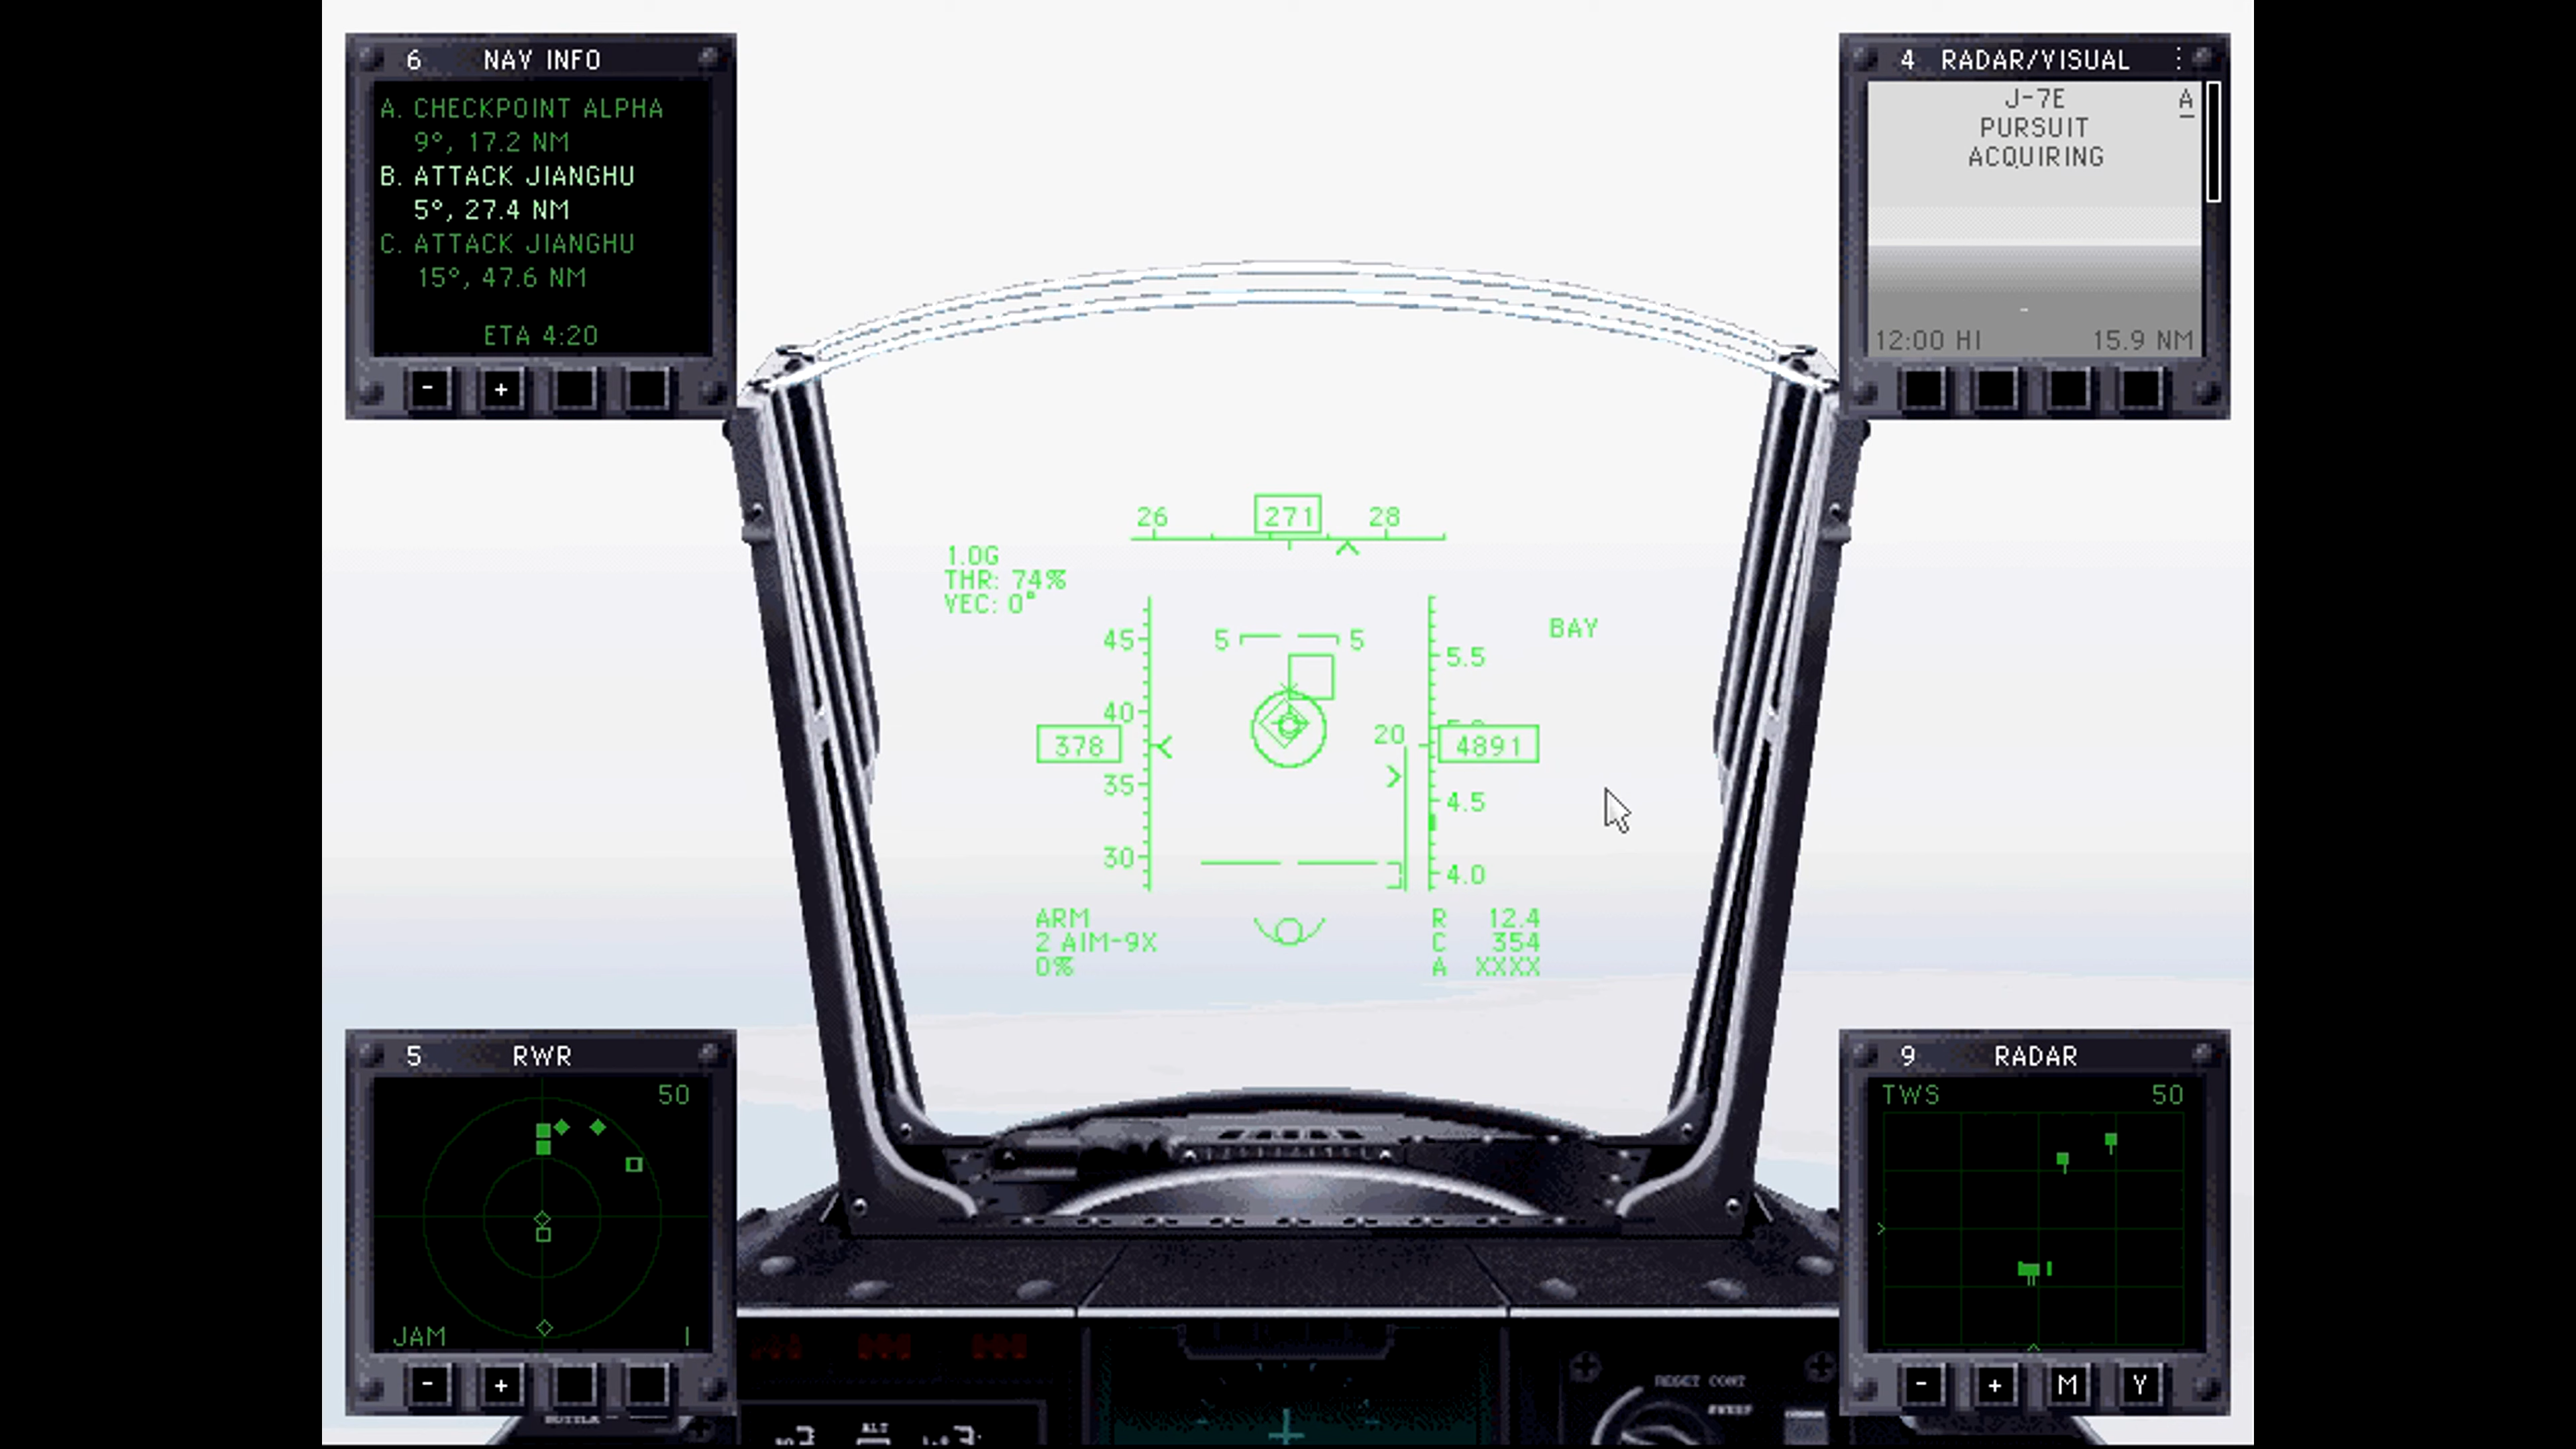 6 NAV INFO
A. CHECKPOINT ALPHA
9°, 17.2 NM
B. ATTACK JIANGHU
5°, 27.4 NM
C. ATTACK JIANGHU
15°, 47.6 NM
ETA 4:20
- +
4 RADAR/VISUAL
J-7E A
PURSUIT
ACQUIRING
12:00 HI 15.9 NM
26 271 28
1.0G
THR: 74%
VEC: 0°
BAY
45 5 5 5.5
40
378 20 4891
35 4.5
30 4.0
ARM
2 AIM-9X
0%
R 12.4
C 354
A XXXX
5 RWR
50
JAM I
- +
9 RADAR
TWS 50
- + M Y
RESET CONT
SWEEP
ALT